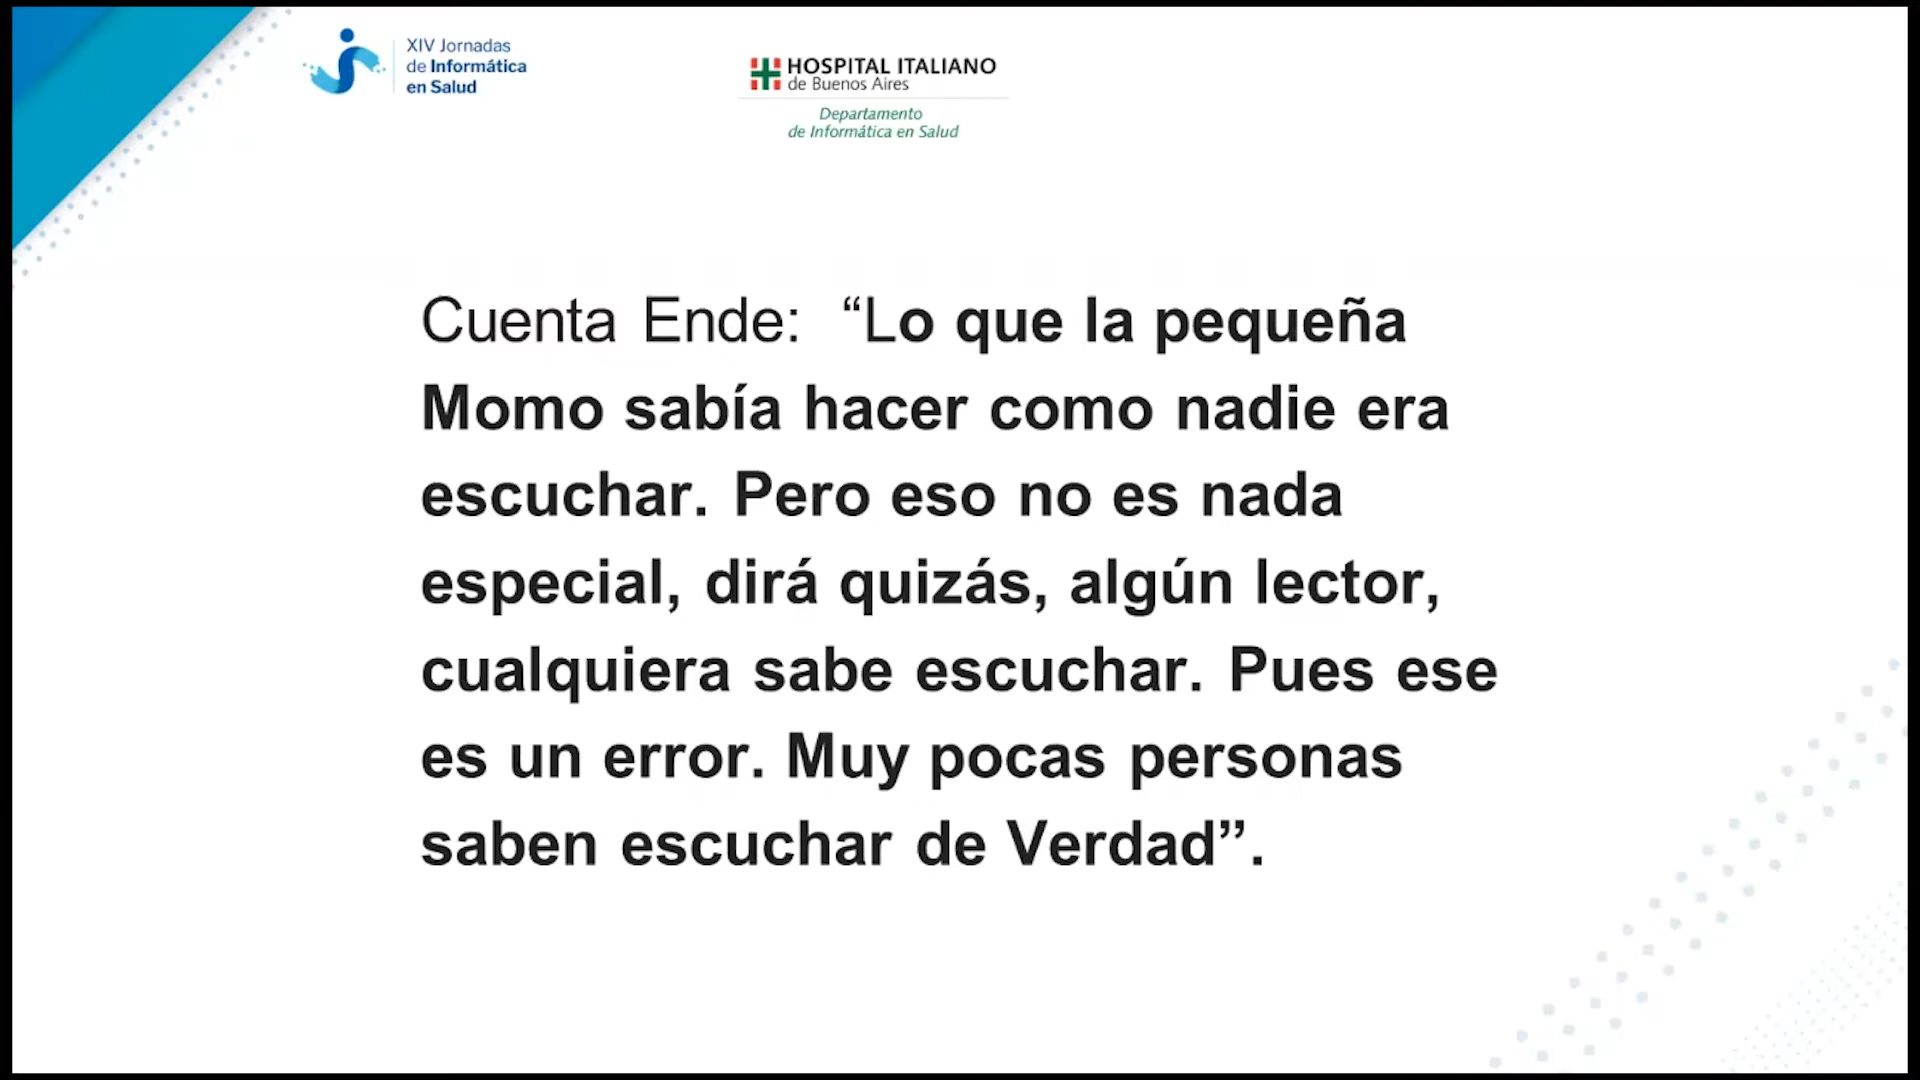 XIV Jornadas
de Informática
en Salud
HOSPITAL ITALIANO
de Buenos Aires
Departamento
de Informática en Salud
Cuenta Ende: “Lo que la pequeña
Momo sabía hacer como nadie era
escuchar. Pero eso no es nada
especial, dirá quizás, algún lector,
cualquiera sabe escuchar. Pues ese
es un error. Muy pocas personas
saben escuchar de Verdad”.